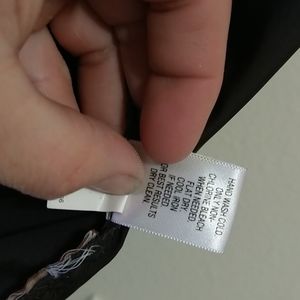 HAND WASH COLD
ONLY NON-
CHLORINE BLEACH
WHEN NEEDED
FLAT DRY
COOL IRON
IF NEEDED
OR BEST RESULTS
DRY CLEAN